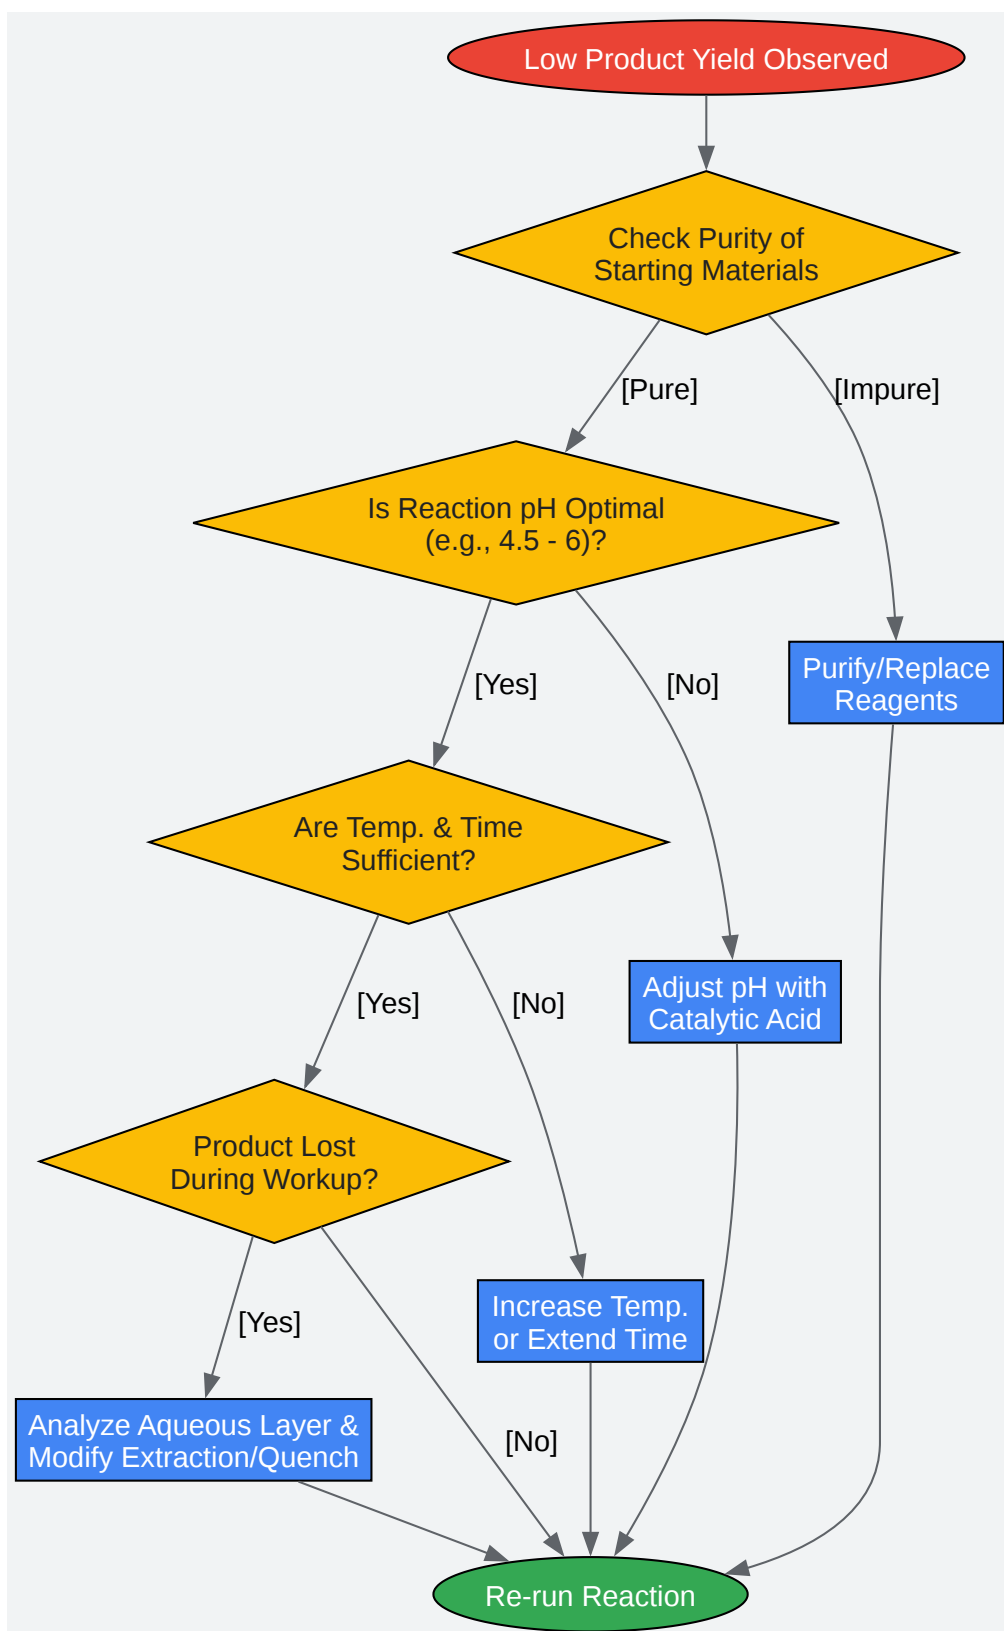 Low Product Yield Observed
Check Purity of
Starting Materials
[Pure]
[Impure]
Is Reaction pH Optimal
(e.g., 4.5 - 6)?
Purify/Replace
Reagents
[Yes]
[No]
Are Temp. & Time
Sufficient?
Adjust pH with
Catalytic Acid
[Yes]
[No]
Product Lost
During Workup?
Increase Temp.
or Extend Time
[Yes]
Analyze Aqueous Layer &
Modify Extraction/Quench
[No]
Re-run Reaction